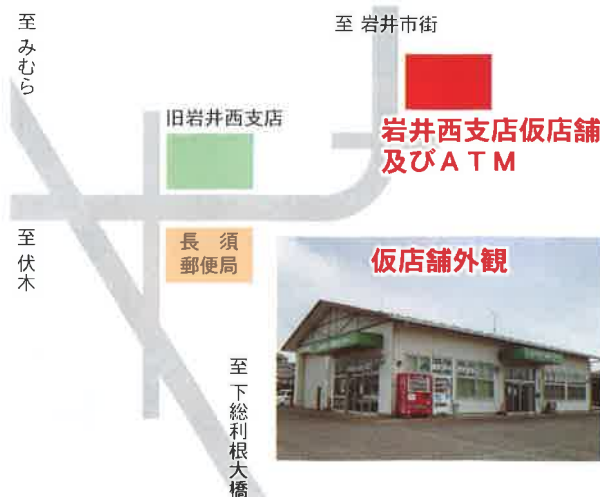 至 みむら
至 岩井市街
旧岩井西支店
岩井西支店仮店舗
及びATM
至 伏木
長 須
郵便局
仮店舗外観
至 下総利根大橋